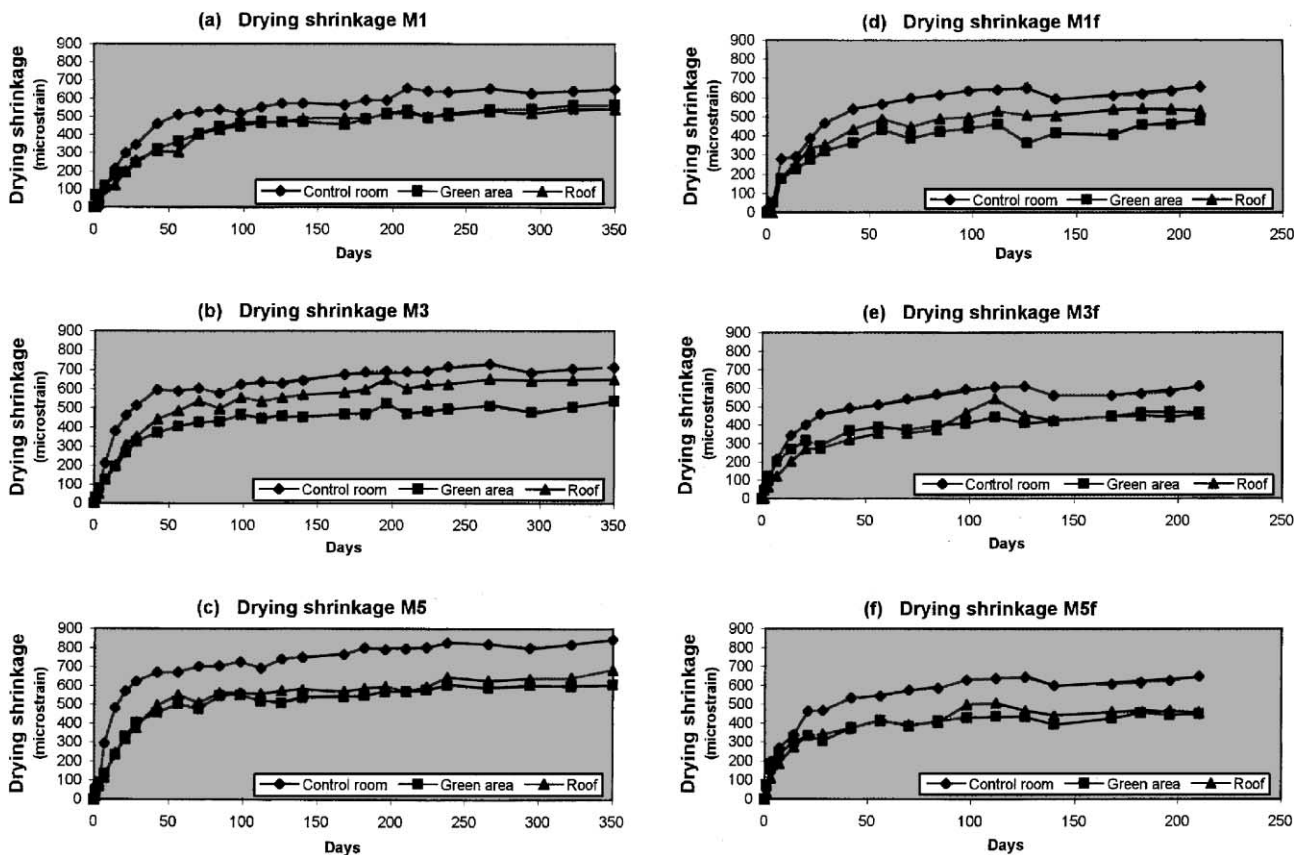 (a) Drying shrinkage M1
Drying shrinkage
(microstrain)
900
800
700
600
500
400
300
200
100
0
Control room Green area Roof
0 50 100 150 200 250 300 350
Days
(b) Drying shrinkage M3
Drying shrinkage
(microstrain)
900
800
700
600
500
400
300
200
100
0
Control room Green area Roof
0 50 100 150 200 250 300 350
Days
(c) Drying shrinkage M5
Drying shrinkage
(microstrain)
900
800
700
600
500
400
300
200
100
0
Control room Green area Roof
0 50 100 150 200 250 300 350
Days
(d) Drying shrinkage M1f
Drying shrinkage
(microstrain)
900
800
700
600
500
400
300
200
100
0
Control room Green area Roof
0 50 100 150 200 250
Days
(e) Drying shrinkage M3f
Drying shrinkage
(microstrain)
900
800
700
600
500
400
300
200
100
0
Control room Green area Roof
0 50 100 150 200 250
Days
(f) Drying shrinkage M5f
Drying shrinkage
(microstrain)
900
800
700
600
500
400
300
200
100
0
Control room Green area Roof
0 50 100 150 200 250
Days